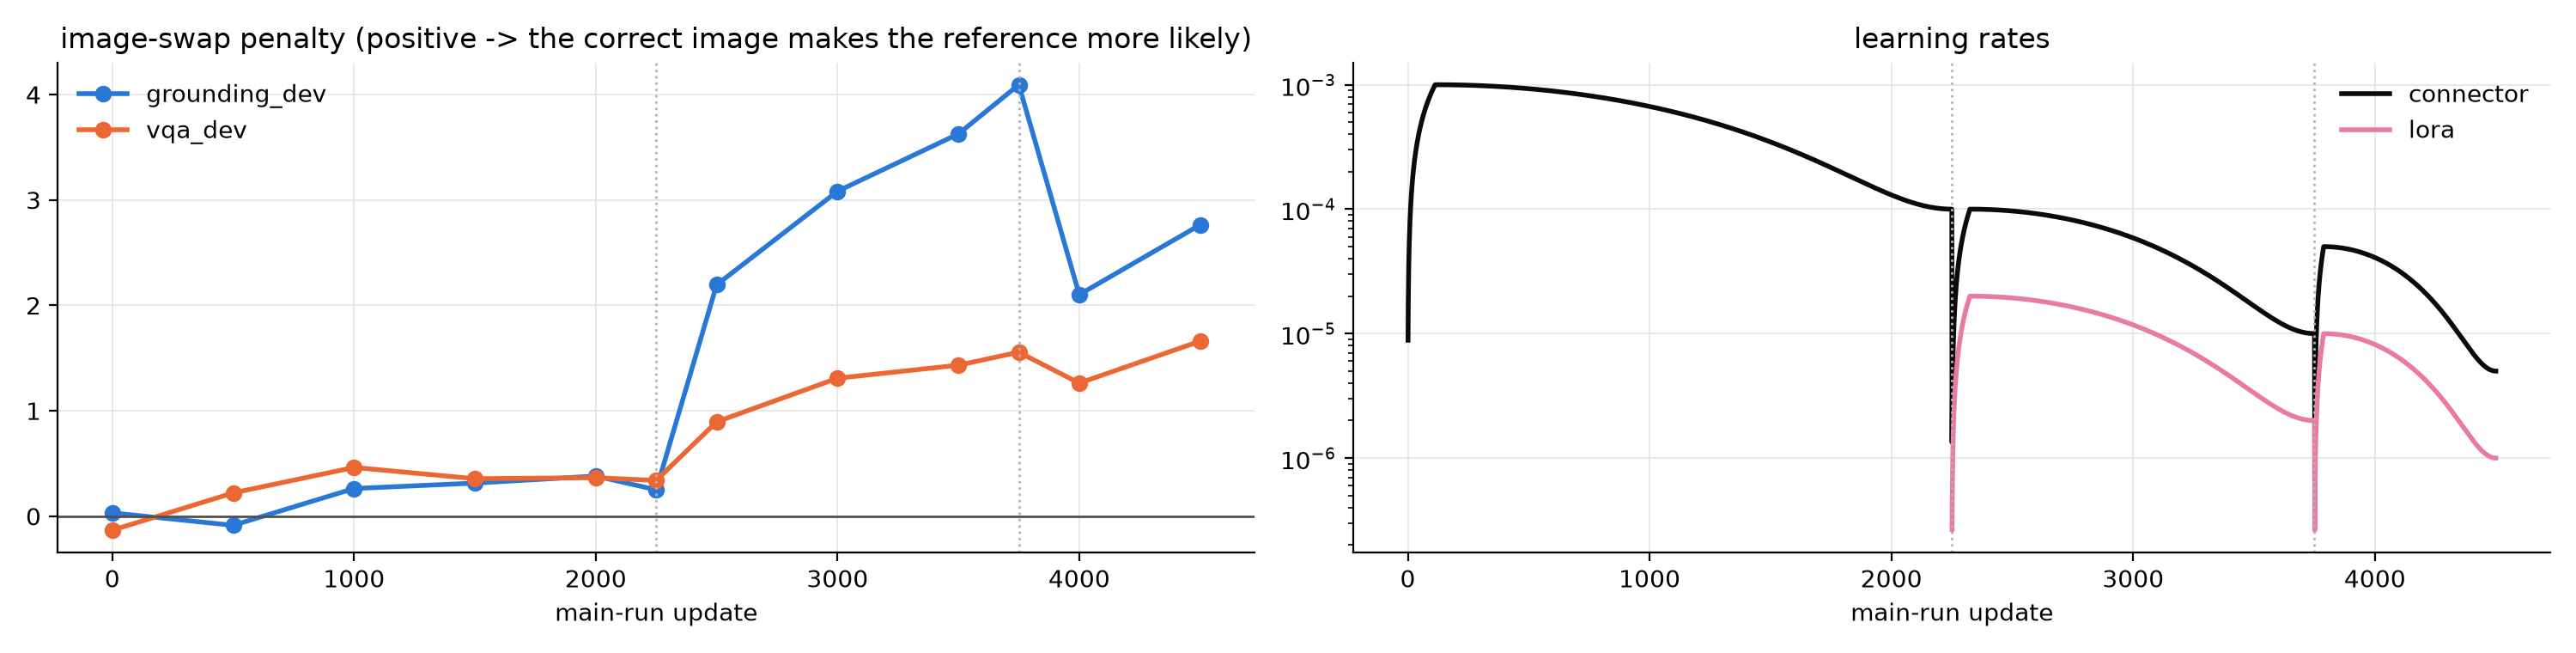 image-swap penalty (positive -> the correct image makes the reference more likely)
grounding_dev
vqa_dev
4
3
2
1
0
0 1000 2000 3000 4000
main-run update
learning rates
connector
lora
10⁻³
10⁻⁴
10⁻⁵
10⁻⁶
0 1000 2000 3000 4000
main-run update